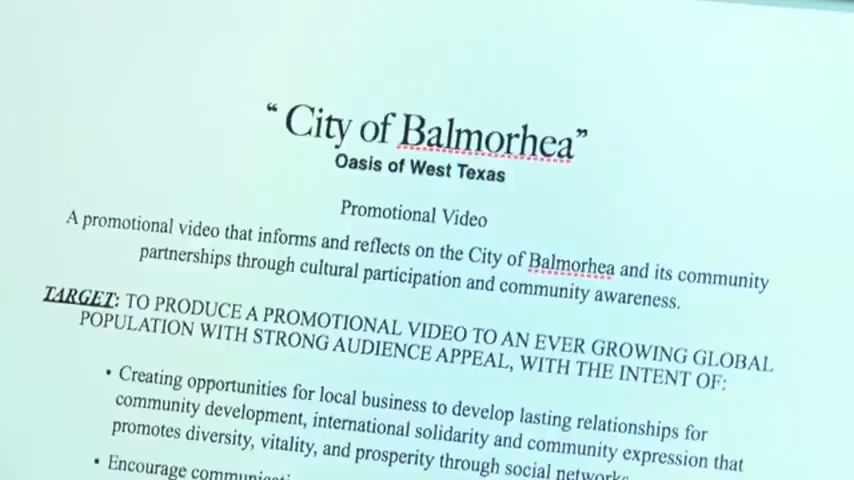 “ City of Balmorhea”
Oasis of West Texas
Promotional Video
A promotional video that informs and reflects on the City of Balmorhea and its community
partnerships through cultural participation and community awareness.
TARGET: TO PRODUCE A PROMOTIONAL VIDEO TO AN EVER GROWING GLOBAL
POPULATION WITH STRONG AUDIENCE APPEAL, WITH THE INTENT OF:
• Creating opportunities for local business to develop lasting relationships for
community development, international solidarity and community expression that
promotes diversity, vitality, and prosperity through social
• Encourage